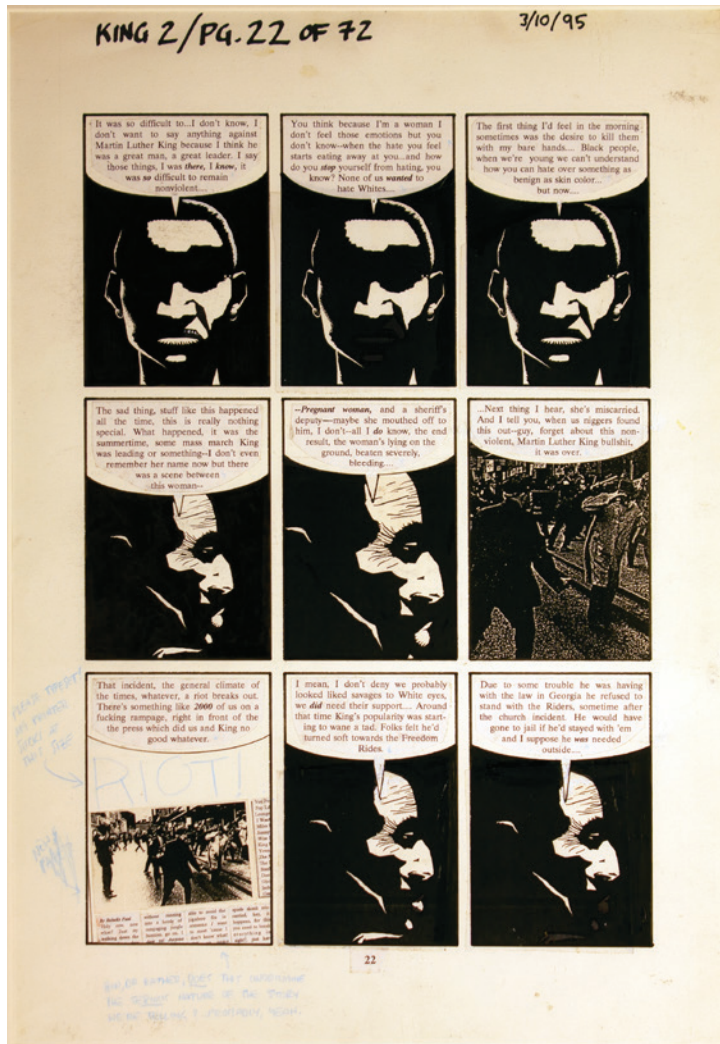 KING 2/PG. 22 OF 72
3/10/95
It was so difficult to...I don't know, I
don't want to say anything against
Martin Luther King because I think he
was a great man, a great leader. I say
those things, I was there, I know, it
was so difficult to remain
nonviolent....
You think because I'm a woman I
don't feel those emotions but you
don't know--when the hate you feel
starts eating away at you...and how
do you stop yourself from hating, you
know? None of us wanted to
hate Whites....
The first thing I'd feel in the morning
sometimes was the desire to kill them
with my bare hands.... Black people,
when we're young we can't understand
how you can hate over something as
benign as skin color...
but now....
The sad thing, stuff like this happened
all the time, this is really nothing
special. What happened, it was the
summertime, some mass march King
was leading or something--I don't even
remember her name now but there
was a scene between
this woman--
--Pregnant woman, and a sheriff's
deputy--maybe she mouthed off to
him, I don't--all I do know, the end
result, the woman's lying on the
ground, beaten severely,
bleeding....
...Next thing I hear, she's miscarried.
And I tell you, when us niggers found
this out--guy, forget about this non-
violent, Martin Luther King bullshit,
it was over.
That incident, the general climate of
the times, whatever, a riot breaks out.
There's something like 2000 of us on a
fucking rampage, right in front of the
the press which did us and King no
good whatever.
RIOT!
I mean, I don't deny we probably
looked liked savages to White eyes,
we did need their support.... Around
that time King's popularity was start-
ing to wane a tad. Folks felt he'd
turned soft towards the Freedom
Rides.
Due to some trouble he was having
with the law in Georgia he refused to
stand with the Riders, sometime after
the church incident. He would have
gone to jail if he'd stayed with 'em
and I suppose he was needed
outside....
22